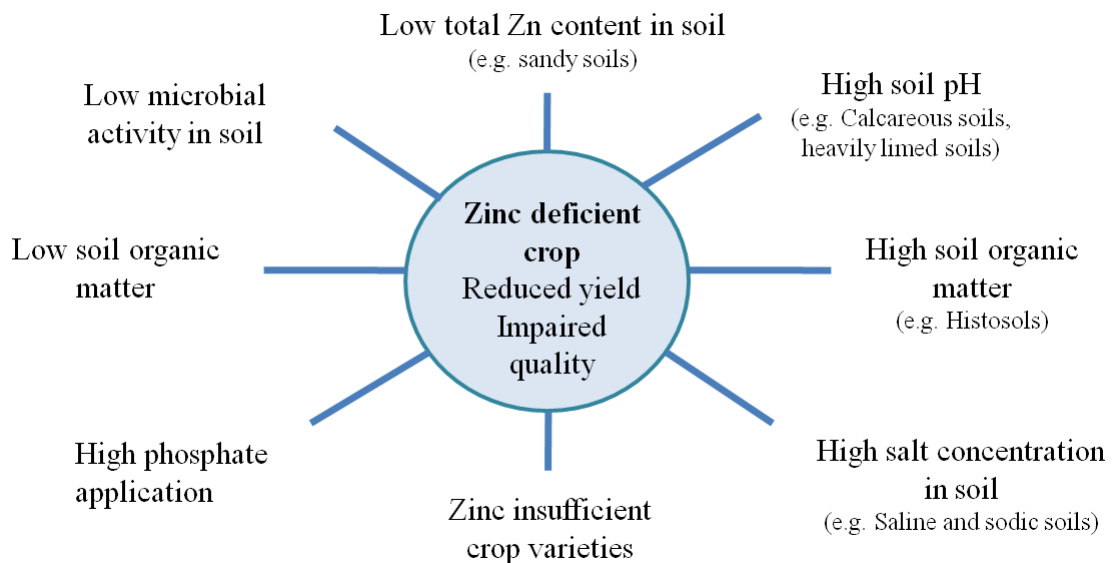 Low total Zn content in soil
(e.g. sandy soils)
Low microbial
activity in soil
High soil pH
(e.g. Calcareous soils,
heavily limed soils)
Zinc deficient
crop
Reduced yield
Impaired
quality
Low soil organic
matter
High soil organic
matter
(e.g. Histosols)
High phosphate
application
Zinc insufficient
crop varieties
High salt concentration
in soil
(e.g. Saline and sodic soils)